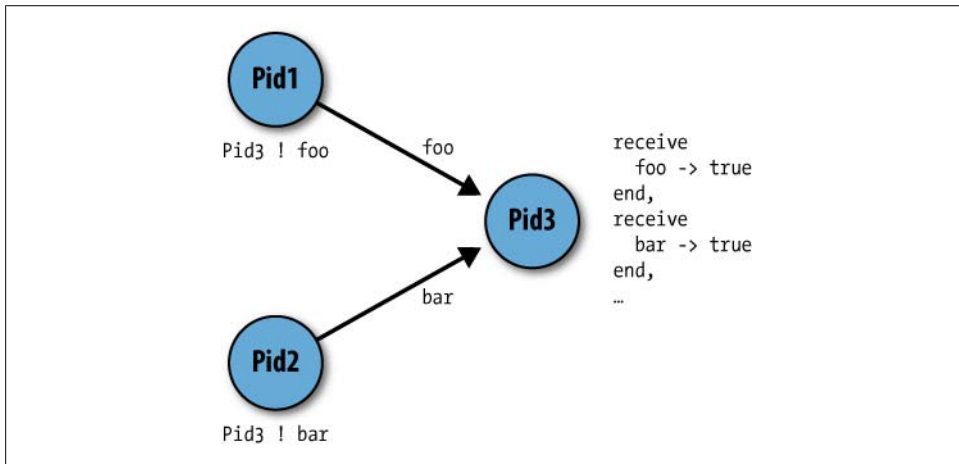 Pid1
Pid3 ! foo
foo
Pid3
receive
  foo -> true
end,
receive
  bar -> true
end,
…
bar
Pid2
Pid3 ! bar